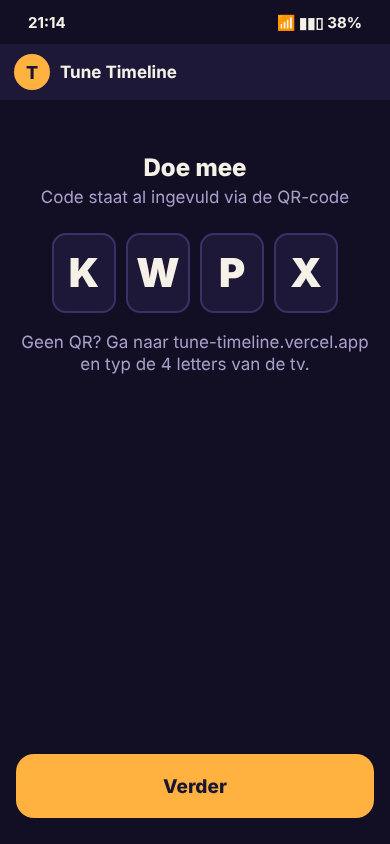 21:14 38%
T Tune Timeline
Doe mee
Code staat al ingevuld via de QR-code
K W P X
Geen QR? Ga naar tune-timeline.vercel.app
en typ de 4 letters van de tv.
Verder